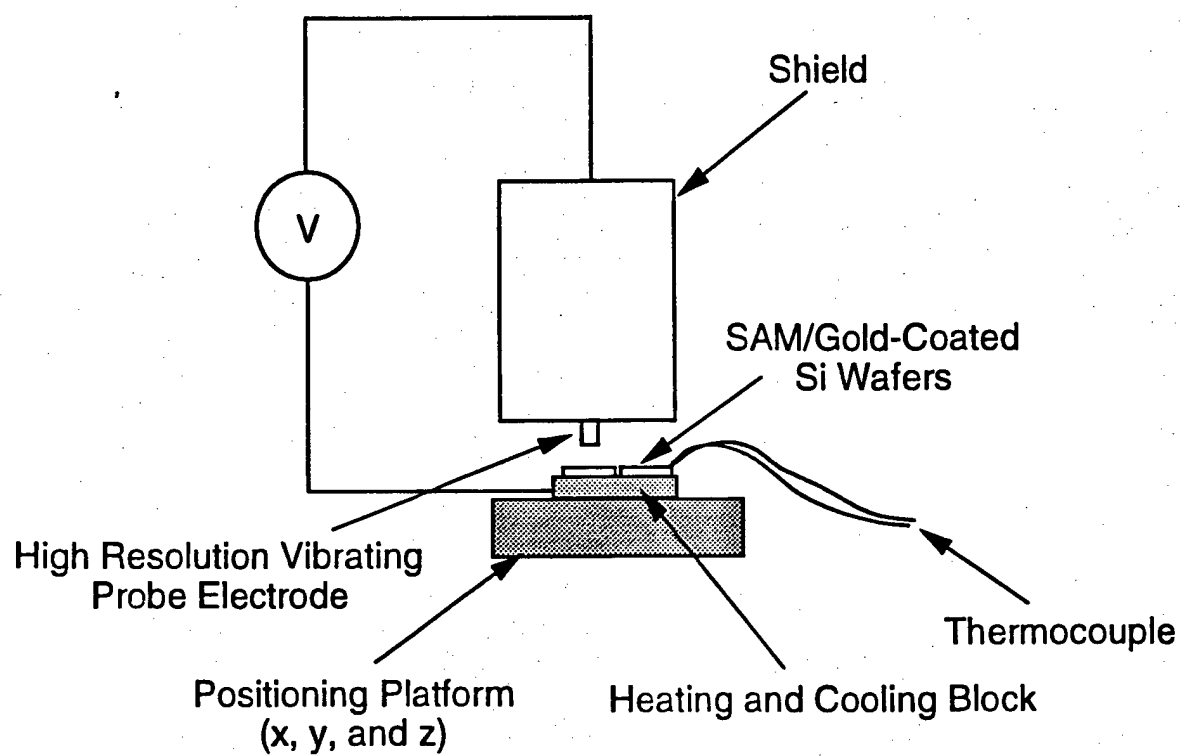 Shield
V
SAM/Gold-Coated
Si Wafers
High Resolution Vibrating
Probe Electrode
Thermocouple
Positioning Platform
(x, y, and z)
Heating and Cooling Block